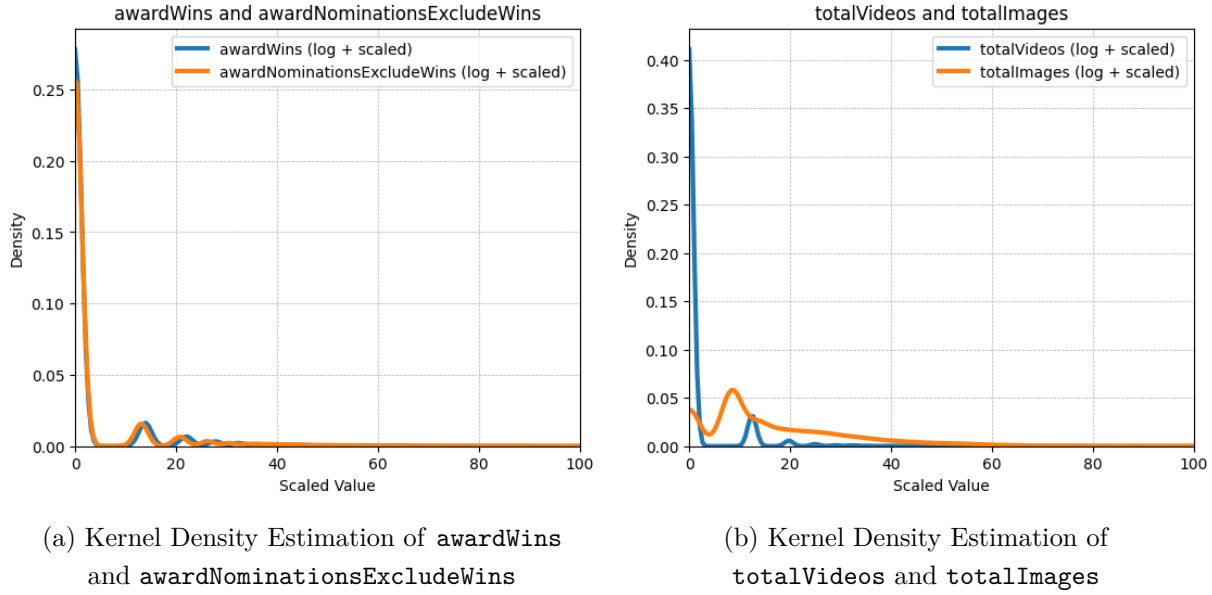 awardWins and awardNominationsExcludeWins
awardWins (log + scaled)
awardNominationsExcludeWins (log + scaled)
0.25
0.20
0.15
0.10
0.05
0.00
Density
0 20 40 60 80 100
Scaled Value
(a) Kernel Density Estimation of awardWins
and awardNominationsExcludeWins
totalVideos and totalImages
totalVideos (log + scaled)
totalImages (log + scaled)
0.40
0.35
0.30
0.25
0.20
0.15
0.10
0.05
0.00
Density
0 20 40 60 80 100
Scaled Value
(b) Kernel Density Estimation of
totalVideos and totalImages